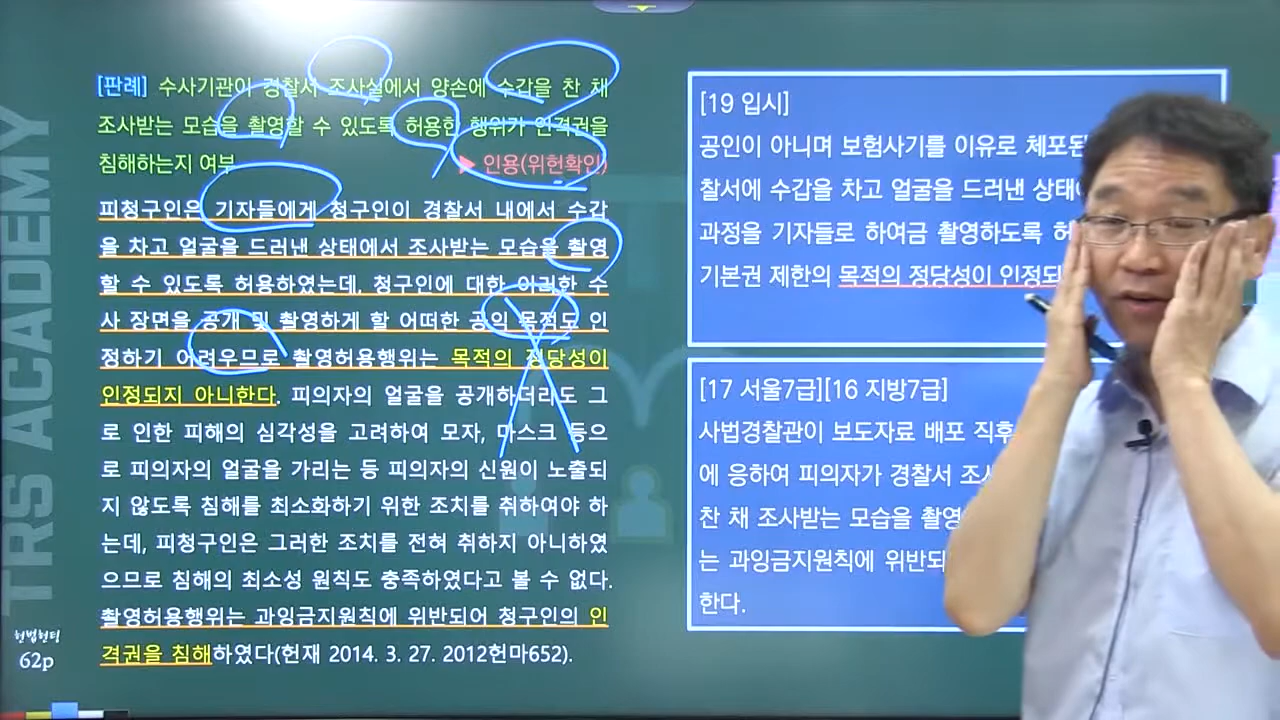 [판례] 수사기관이 경찰서 조사실에서 양손에 수갑을 찬 채
조사받는 모습을 촬영할 수 있도록 허용한 행위가 인격권을
침해하는지 여부 ▶ 인용(위헌확인)
피청구인은 기자들에게 청구인이 경찰서 내에서 수갑
을 차고 얼굴을 드러낸 상태에서 조사받는 모습을 촬영
할 수 있도록 허용하였는데, 청구인에 대한 이러한 수
사 장면을 공개 및 촬영하게 할 어떠한 공익 목적도 인
정하기 어려우므로 촬영허용행위는 목적의 정당성이
인정되지 아니한다. 피의자의 얼굴을 공개하더라도 그
로 인한 피해의 심각성을 고려하여 모자, 마스크 등으
로 피의자의 얼굴을 가리는 등 피의자의 신원이 노출되
지 않도록 침해를 최소화하기 위한 조치를 취하여야 하
는데, 피청구인은 그러한 조치를 전혀 취하지 아니하였
으므로 침해의 최소성 원칙도 충족하였다고 볼 수 없다.
촬영허용행위는 과잉금지원칙에 위반되어 청구인의 인
격권을 침해하였다(헌재 2014. 3. 27. 2012헌마652).
[19 입시]
공인이 아니며 보험사기를 이유로 체포된
찰서에 수갑을 차고 얼굴을 드러낸 상태
과정을 기자들로 하여금 촬영하도록 허
기본권 제한의 목적의 정당성이 인정되
[17 서울7급][16 지방7급]
사법경찰관이 보도자료 배포 직후
에 응하여 피의자가 경찰서 조사
찬 채 조사받는 모습을 촬영
는 과잉금지원칙에 위반되
한다.
TRS ACADEMY
헌법헌팅
62p